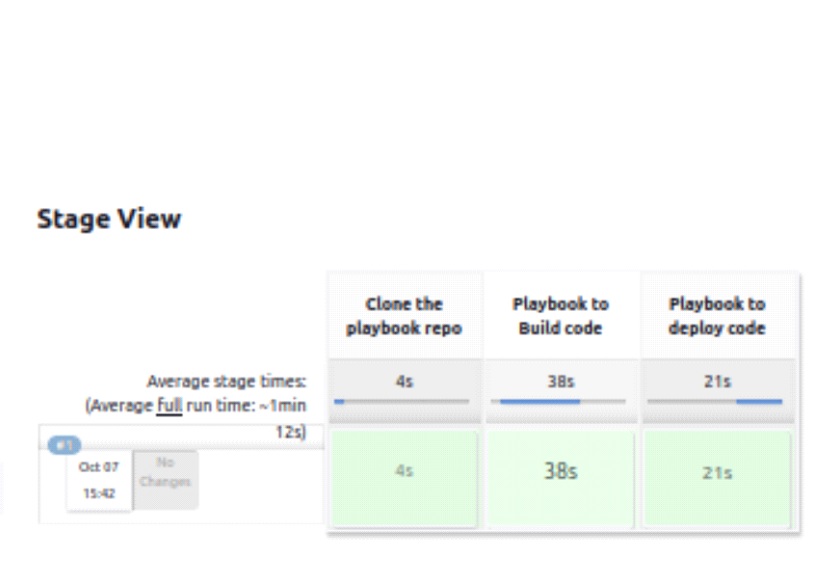 Stage View
Clone the
playbook repo
Playbook to
Build code
Playbook to
deploy code
Average stage times:
(Average full run time: ~1min
12s)
4s
38s
21s
#1
Oct 07
15:42
No
Changes
4s
38s
21s